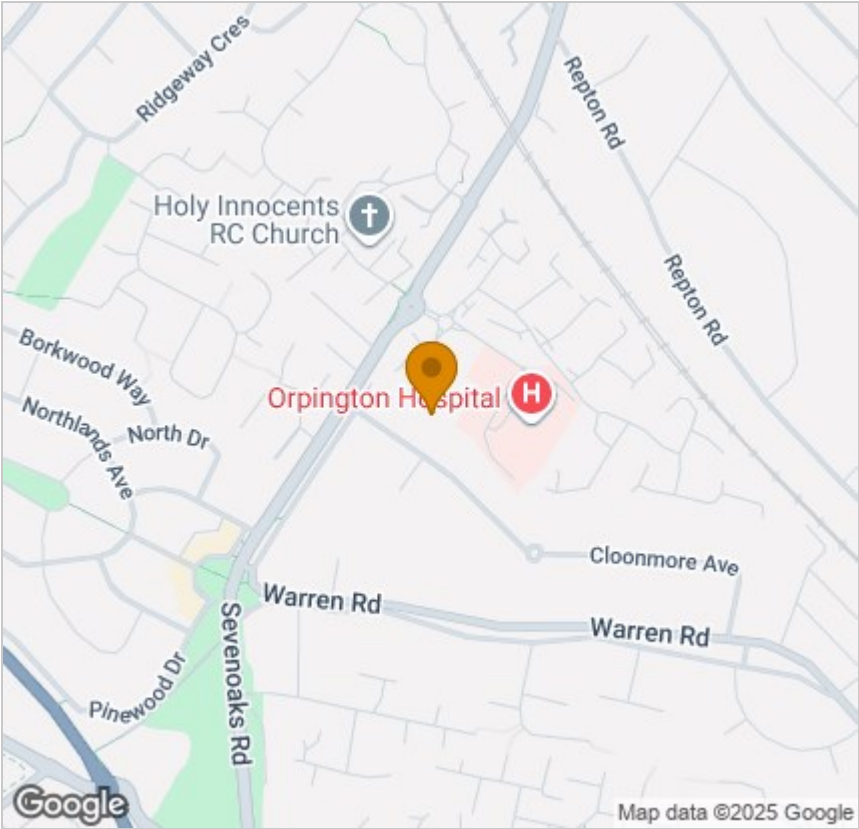 Ridgeway Cres
Repton Rd
Holy Innocents
RC Church
Repton Rd
Borkwood Way
Orpington Hospital
H
Northlands Ave
North Dr
Cloonmore Ave
Warren Rd
Warren Rd
Sevenoaks Rd
Pinewood Dr
Google
Map data ©2025 Google